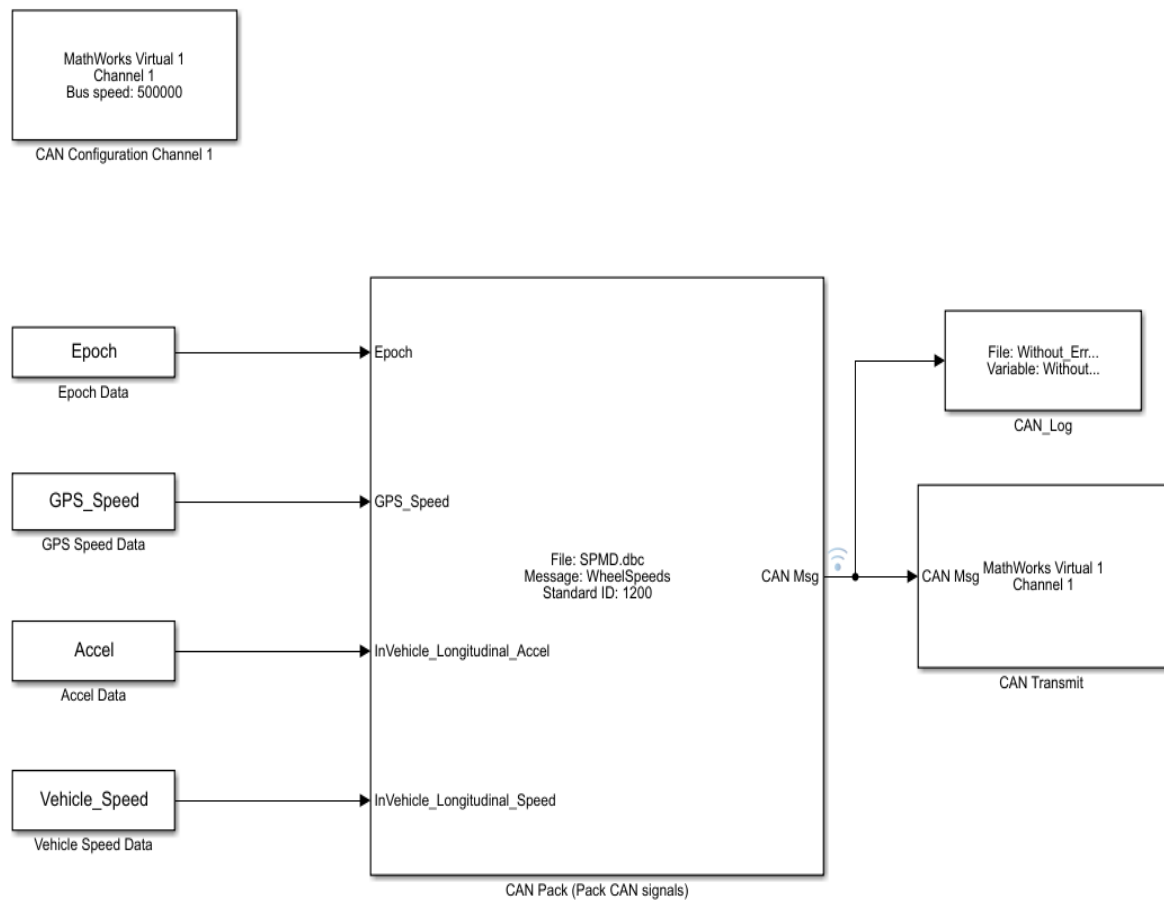 MathWorks Virtual 1
Channel 1
Bus speed: 500000
CAN Configuration Channel 1
Epoch
Epoch Data
GPS_Speed
GPS Speed Data
Accel
Accel Data
Vehicle_Speed
Vehicle Speed Data
Epoch
GPS_Speed
InVehicle_Longitudinal_Accel
InVehicle_Longitudinal_Speed
File: SPMD.dbc
Message: WheelSpeeds
Standard ID: 1200
CAN Msg
CAN Pack (Pack CAN signals)
File: Without_Err...
Variable: Without...
CAN_Log
CAN Msg
MathWorks Virtual 1
Channel 1
CAN Transmit